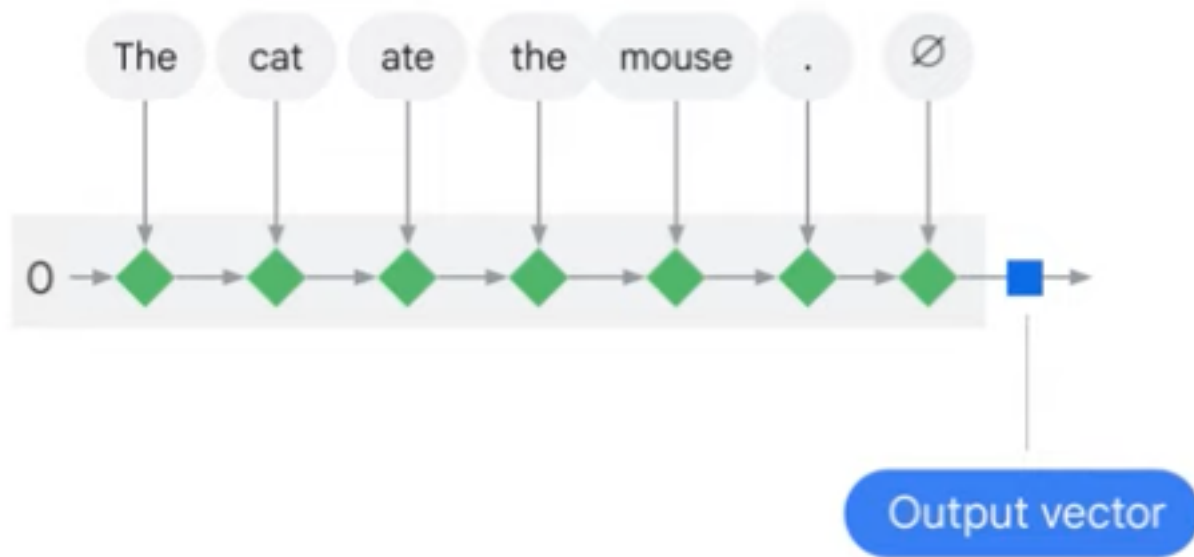 The cat ate the mouse . ∅
0
Output vector